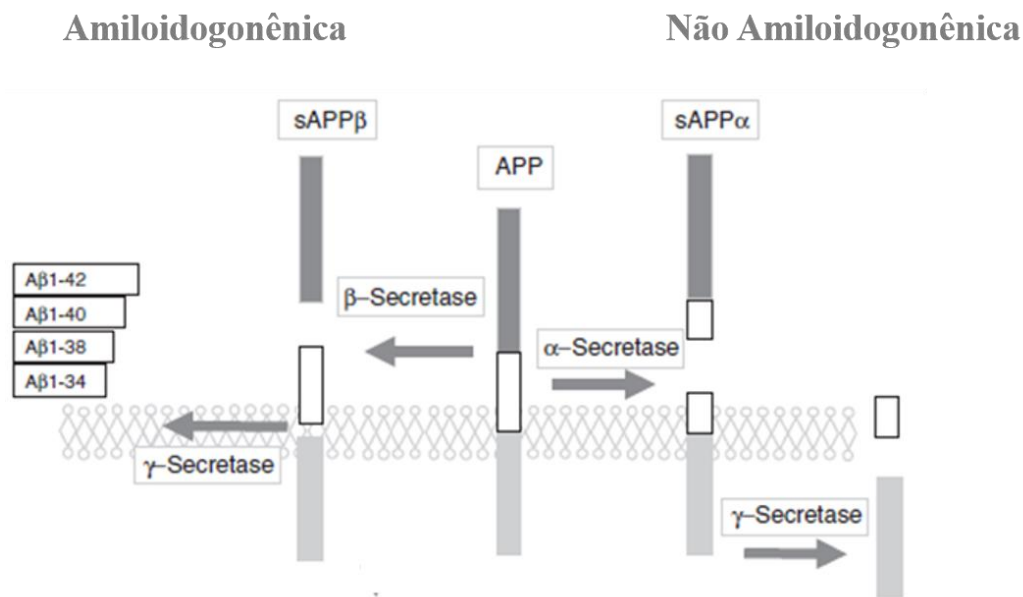 Amiloidogonênica
Não Amiloidogonênica
sAPPβ
sAPPα
APP
Aβ1-42
Aβ1-40
Aβ1-38
Aβ1-34
β–Secretase
α–Secretase
γ–Secretase
γ–Secretase